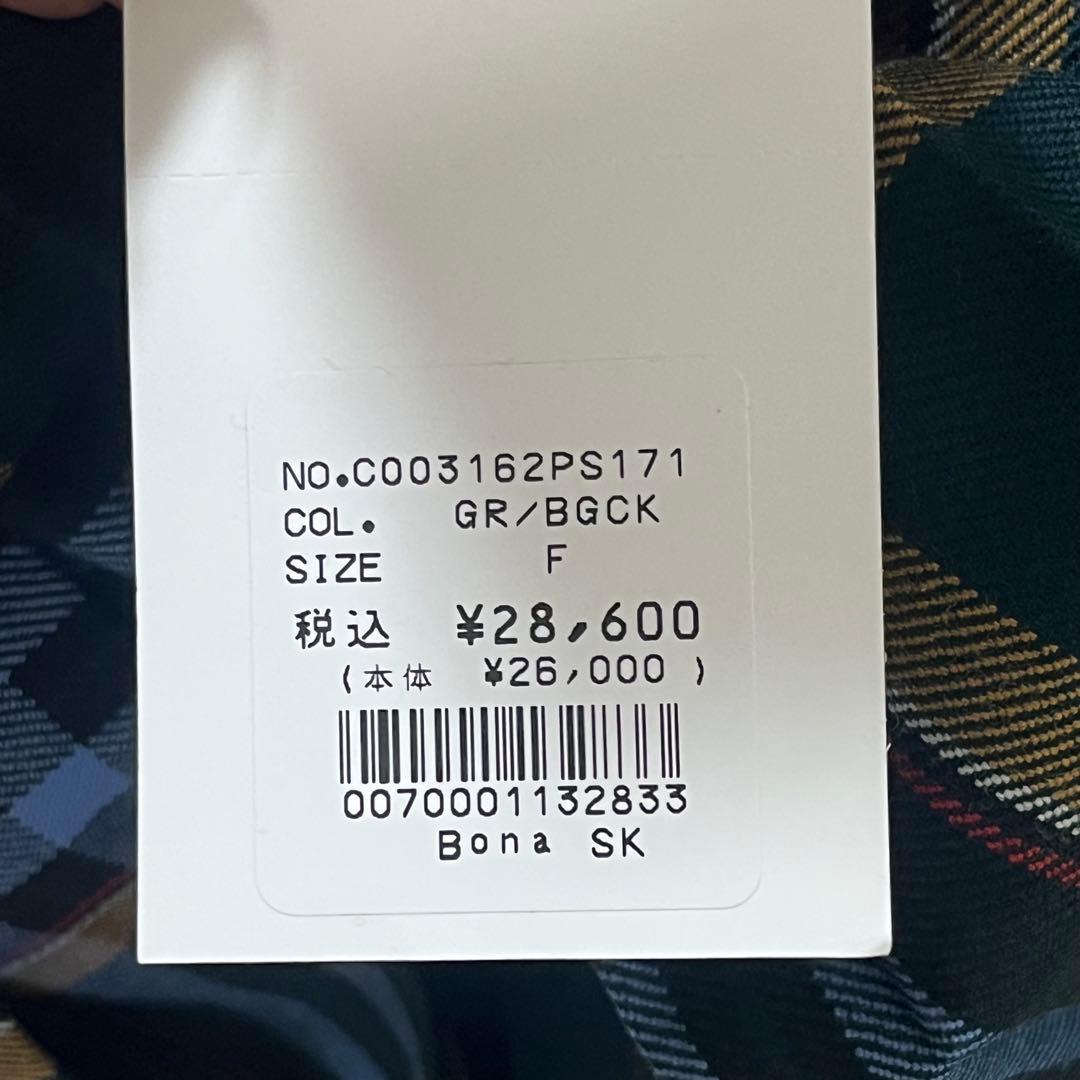 NO.C003162PS171
COL. GR/BGCK
SIZE F
税込 ¥28,600
(本体 ¥26,000 )
0070001132833
Bona SK